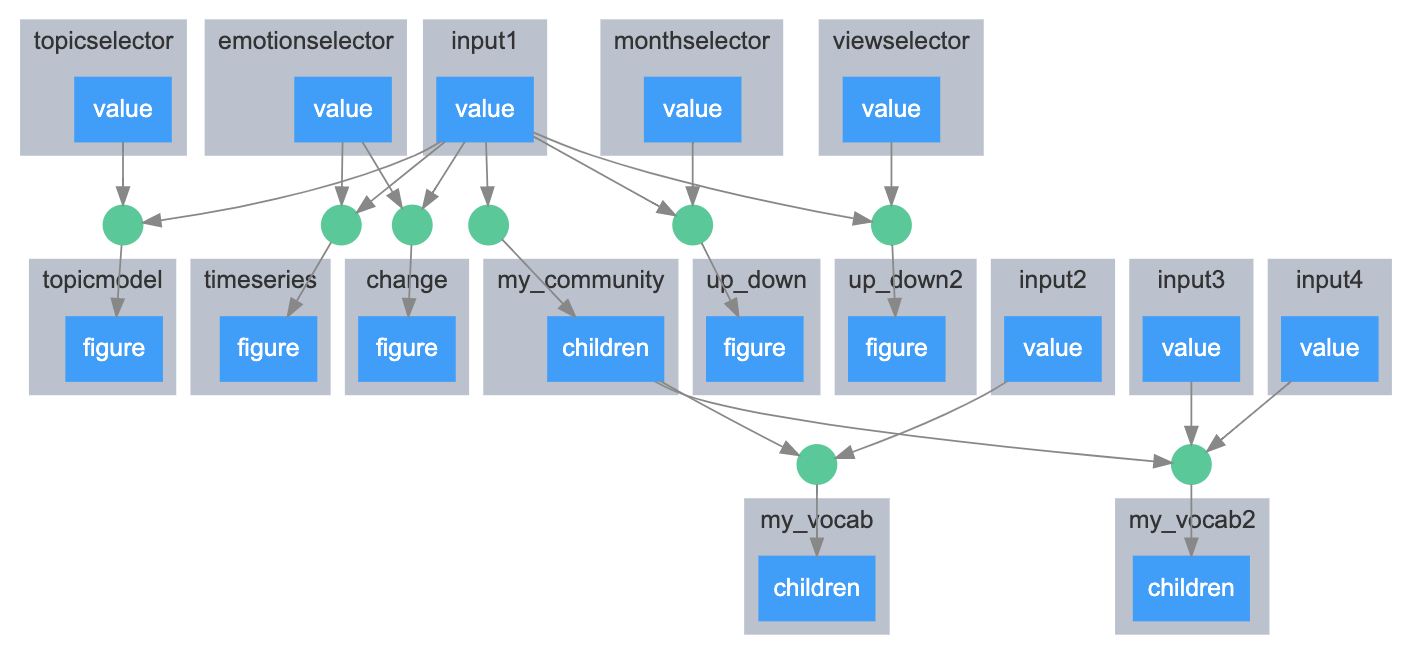 topicselector
emotionselector
input1
monthselector
viewselector
value
value
value
value
value
topicmodel
timeseries
change
my_community
up_down
up_down2
input2
input3
input4
figure
figure
figure
children
figure
figure
value
value
value
my_vocab
my_vocab2
children
children